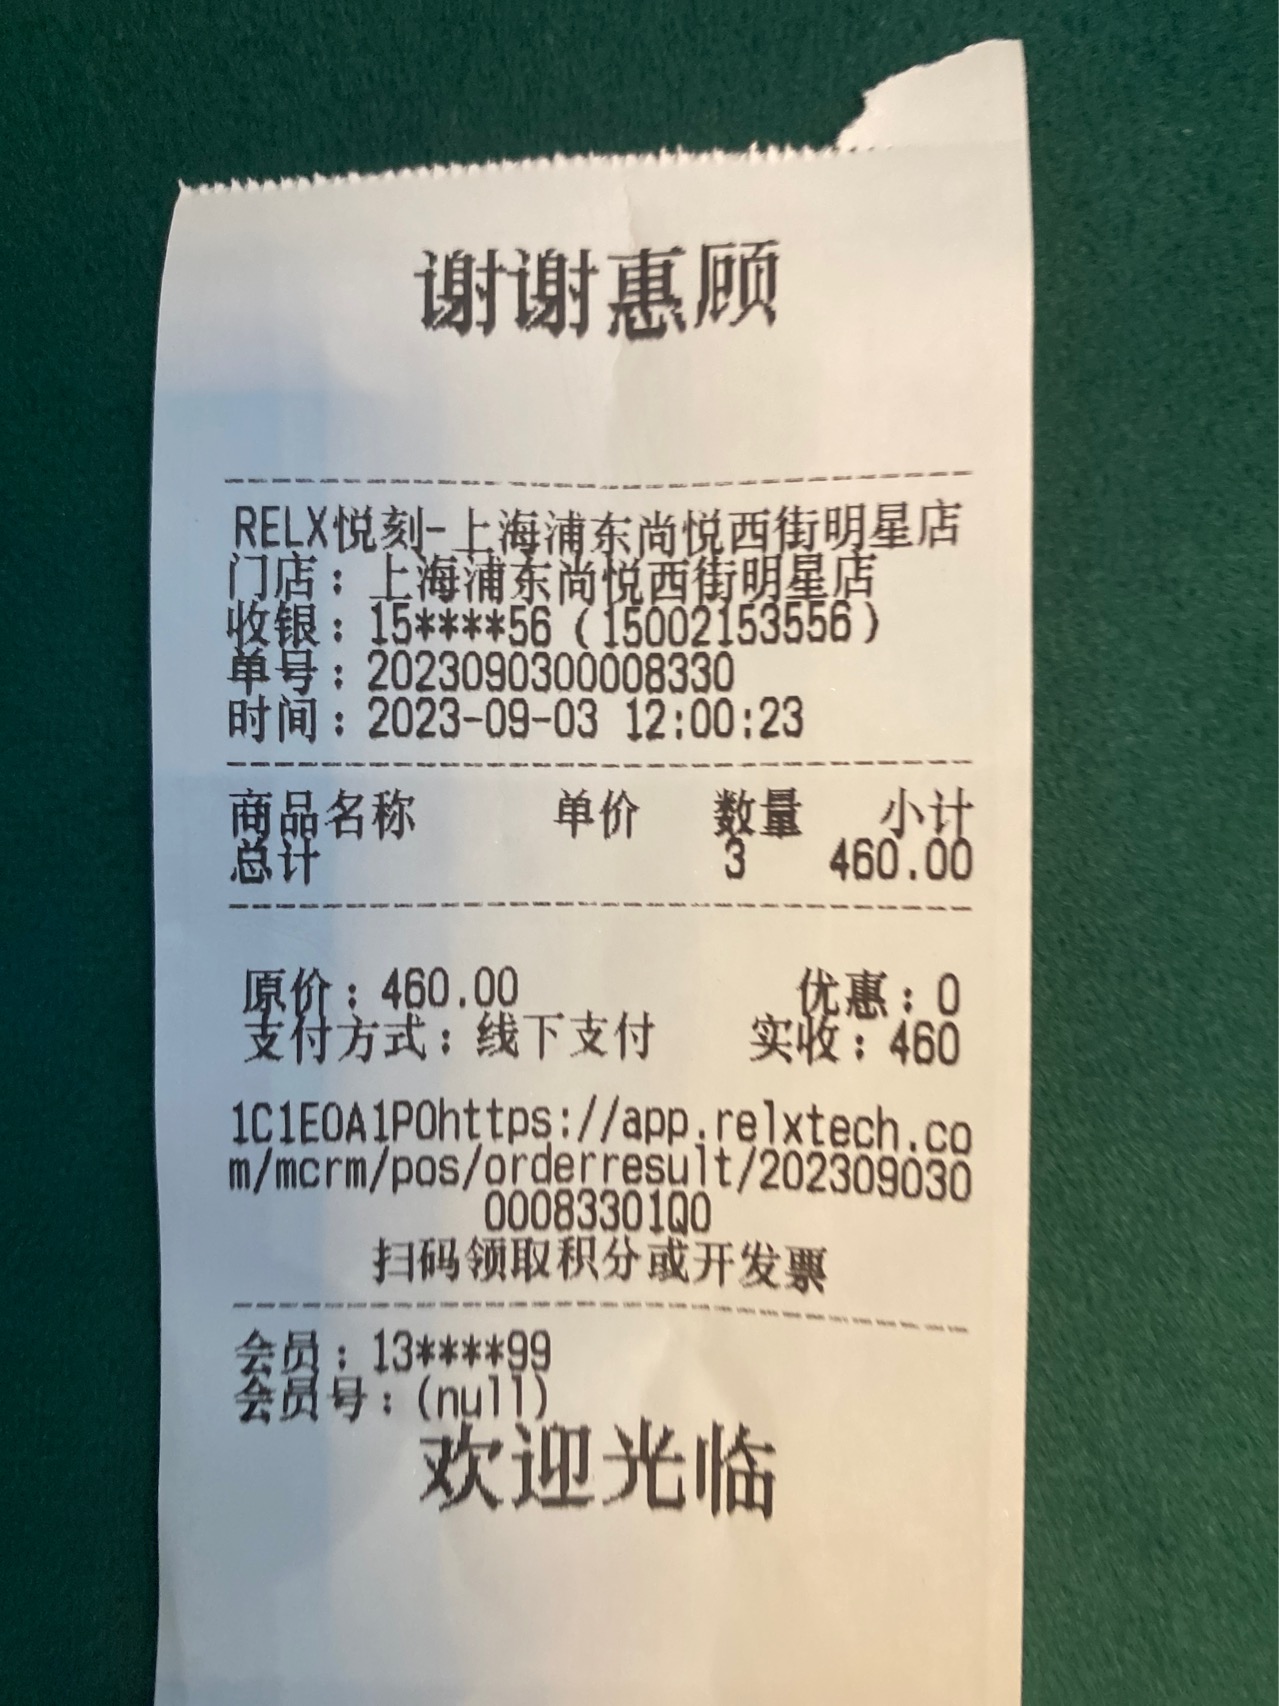 谢谢惠顾
RELX悦刻-上海浦东尚悦西街明星店
门店：上海浦东尚悦西街明星店
收银：15****56（15002153556）
单号：2023090300008330
时间：2023-09-03 12:00:23
商品名称 单价 数量 小计
总计 3 460.00
原价：460.00 优惠：0
支付方式：线下支付 实收：460
1C1E0A1P0https://app.relxtech.co
m/mcrm/pos/orderresult/202309030
00083301Q0
扫码领取积分或开发票
会员：13****99
会员号：(null)
欢迎光临